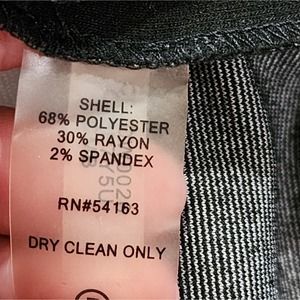 SHELL:
68% POLYESTER
30% RAYON
2% SPANDEX
RN#54163
DRY CLEAN ONLY